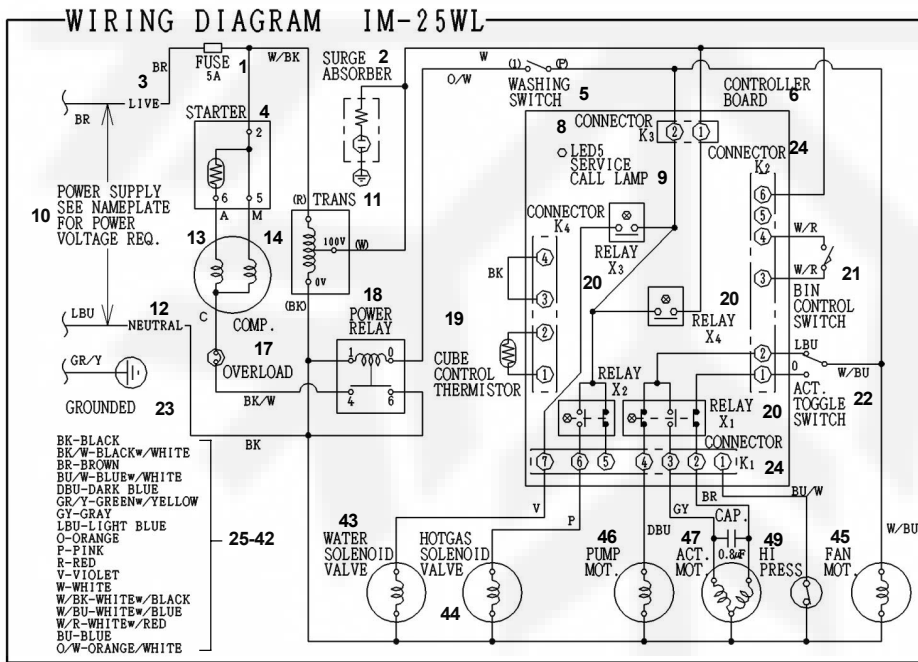 WIRING DIAGRAM IM-25WL
BR
FUSE
5A
1
W/BK
SURGE
ABSORBER
2
W
O/W
(1)
(P)
WASHING
SWITCH
5
CONTROLLER
BOARD
6
3
LIVE
BR
STARTER
4
2
6
5
A
M
8
CONNECTOR
K3
2
1
LED5
SERVICE
CALL LAMP
9
CONNECTOR
K2
24
6
5
4
3
2
1
10
POWER SUPPLY
SEE NAMEPLATE
FOR POWER
VOLTAGE REQ.
(R)
TRANS
11
100V
(W)
0V
(BK)
13
14
COMP.
C
CONNECTOR
K4
4
3
2
1
BK
RELAY
X3
20
RELAY
X4
20
W/R
W/R
21
BIN
CONTROL
SWITCH
LBU
12
NEUTRAL
18
POWER
RELAY
1
0
4
6
19
CUBE
CONTROL
THERMISTOR
17
OVERLOAD
GR/Y
GROUNDED
23
BK/W
BK
RELAY
X2
RELAY
X1
20
LBU
0
W/BU
ACT.
TOGGLE
SWITCH
22
CONNECTOR
K1
24
7
6
5
4
3
2
1
BK-BLACK
BK/W-BLACKw/WHITE
BR-BROWN
BU/W-BLUEw/WHITE
DBU-DARK BLUE
GR/Y-GREENw/YELLOW
GY-GRAY
LBU-LIGHT BLUE
O-ORANGE
P-PINK
R-RED
V-VIOLET
W-WHITE
W/BK-WHITEw/BLACK
W/BU-WHITEw/BLUE
W/R-WHITEw/RED
BU-BLUE
O/W-ORANGE/WHITE
25-42
V
P
DBU
GY
BR
BU/W
W/BU
43
WATER
SOLENOID
VALVE
HOTGAS
SOLENOID
VALVE
44
46
PUMP
MOT.
47
ACT.
MOT.
CAP.
0.8uF
49
HI
PRESS
45
FAN
MOT.